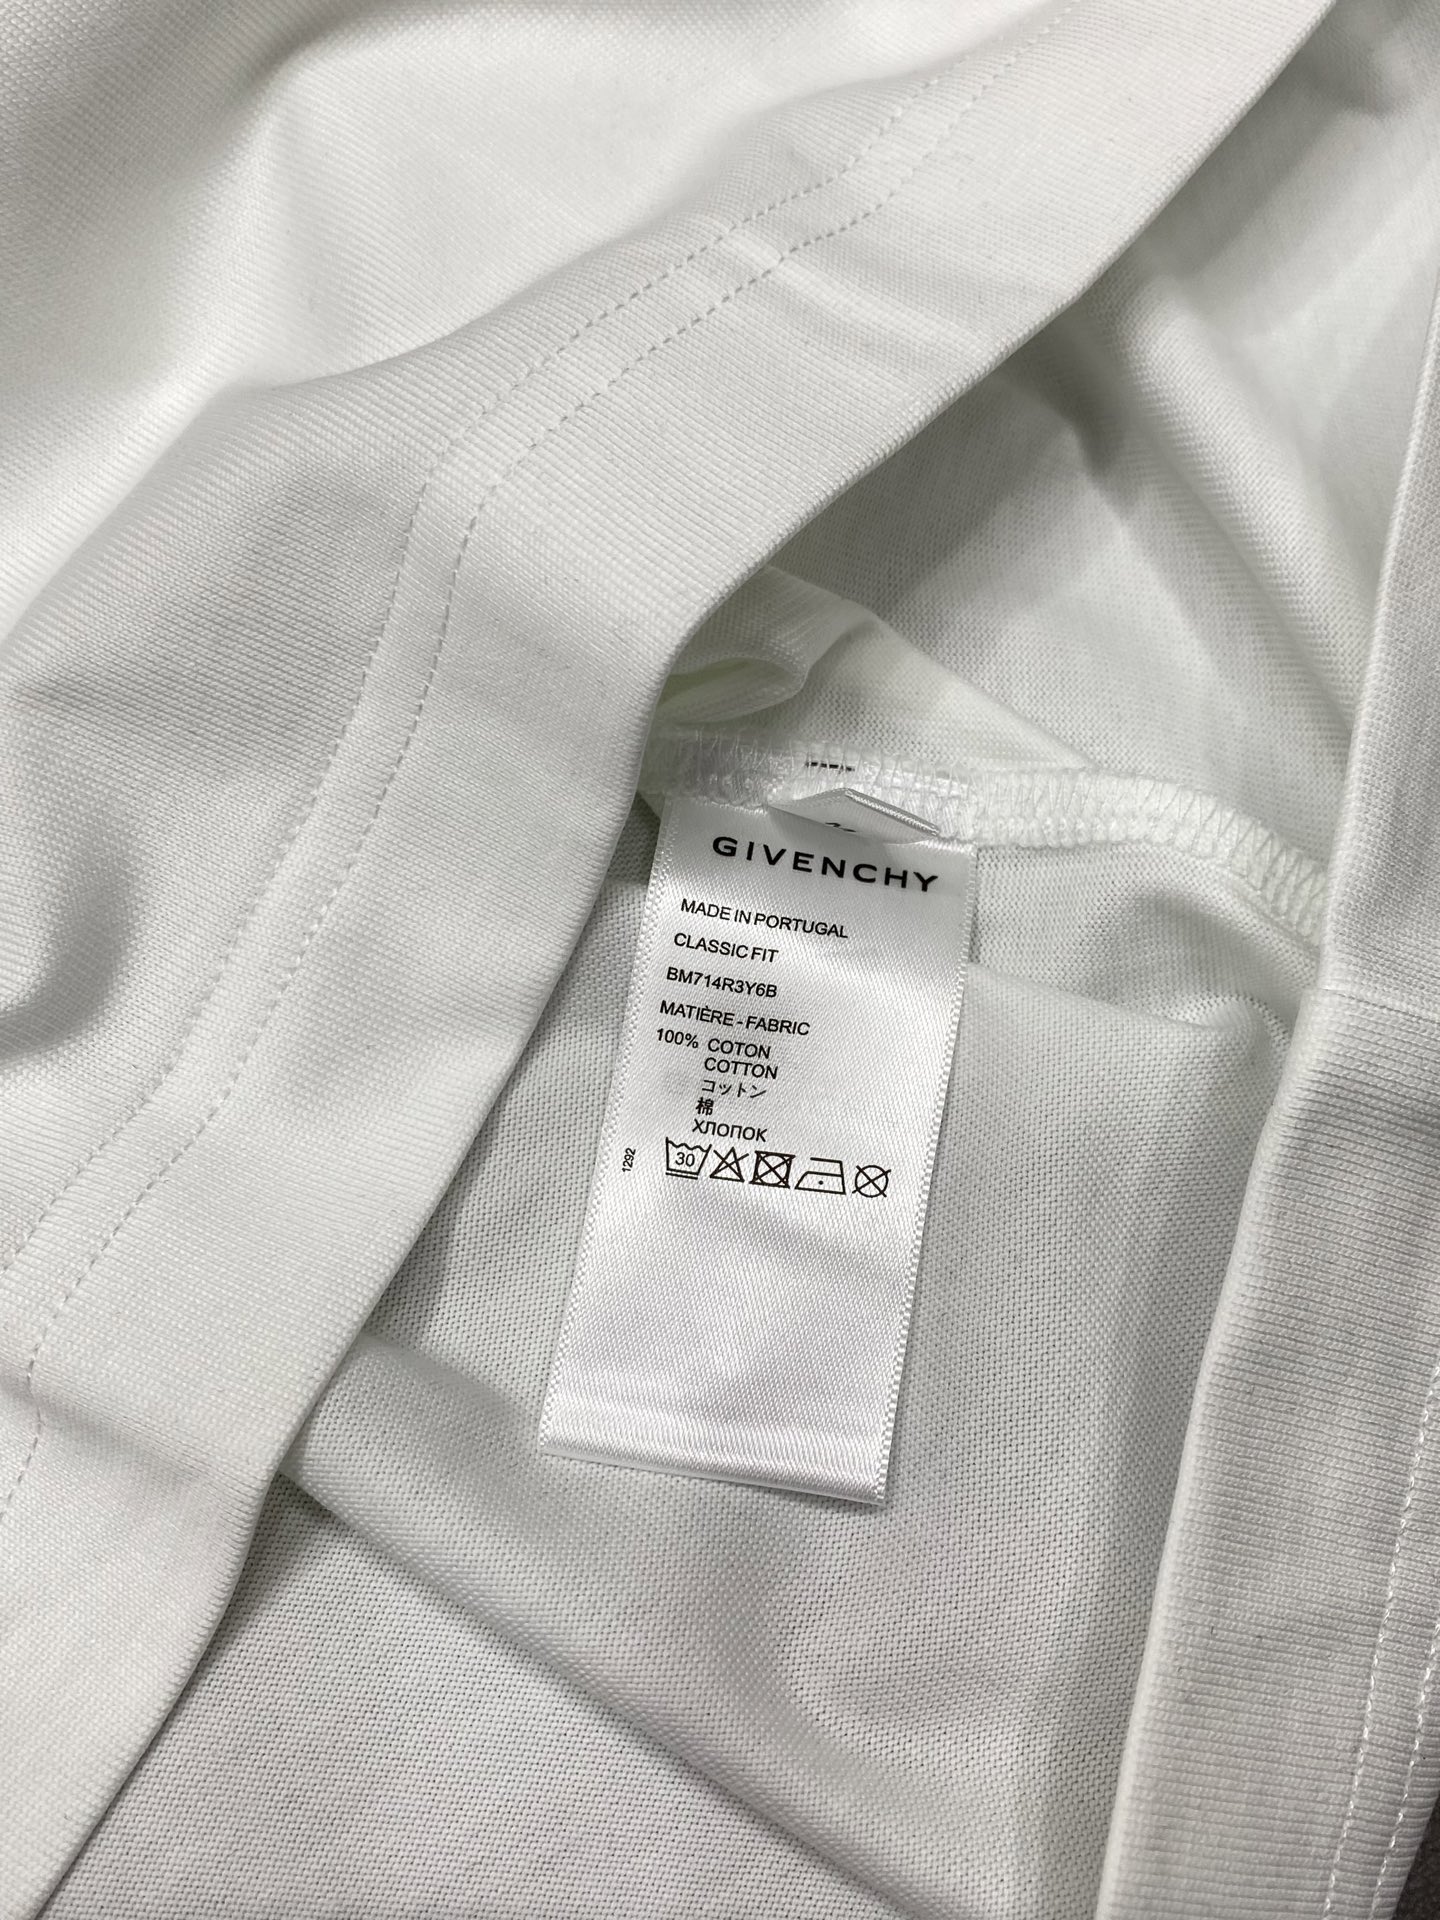 GIVENCHY
MADE IN PORTUGAL
CLASSIC FIT
BM714R3Y6B
MATIÈRE - FABRIC
100% COTON
COTTON
コットン
棉
ХЛОПОК
1292
30